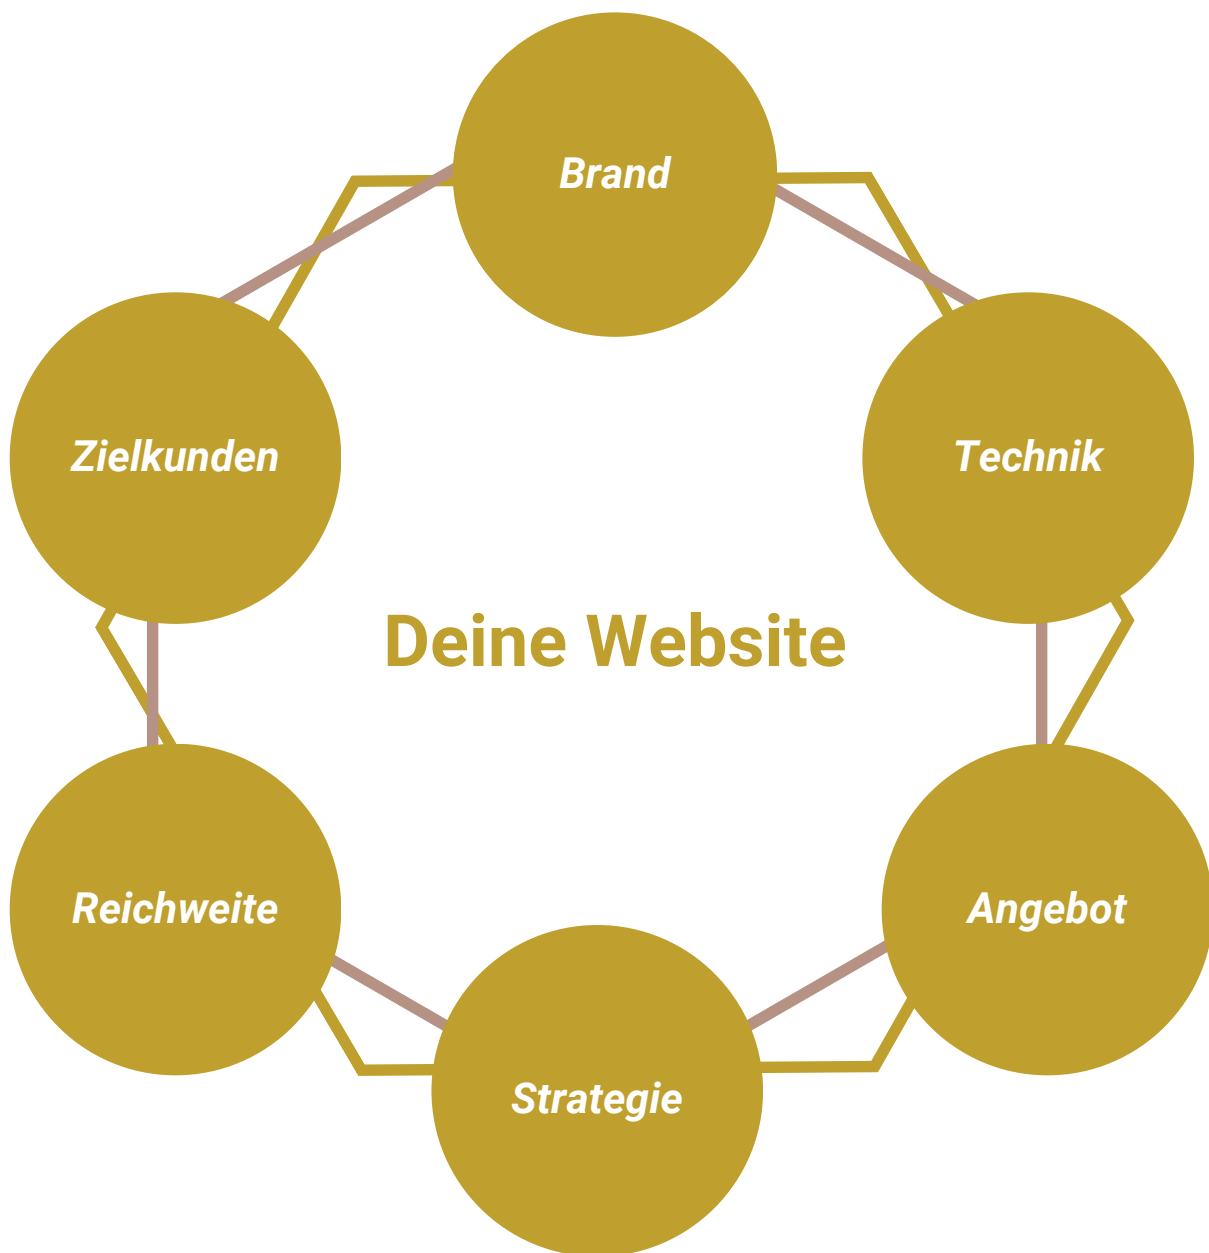 Brand
Zielkunden
Technik
Deine Website
Reichweite
Angebot
Strategie